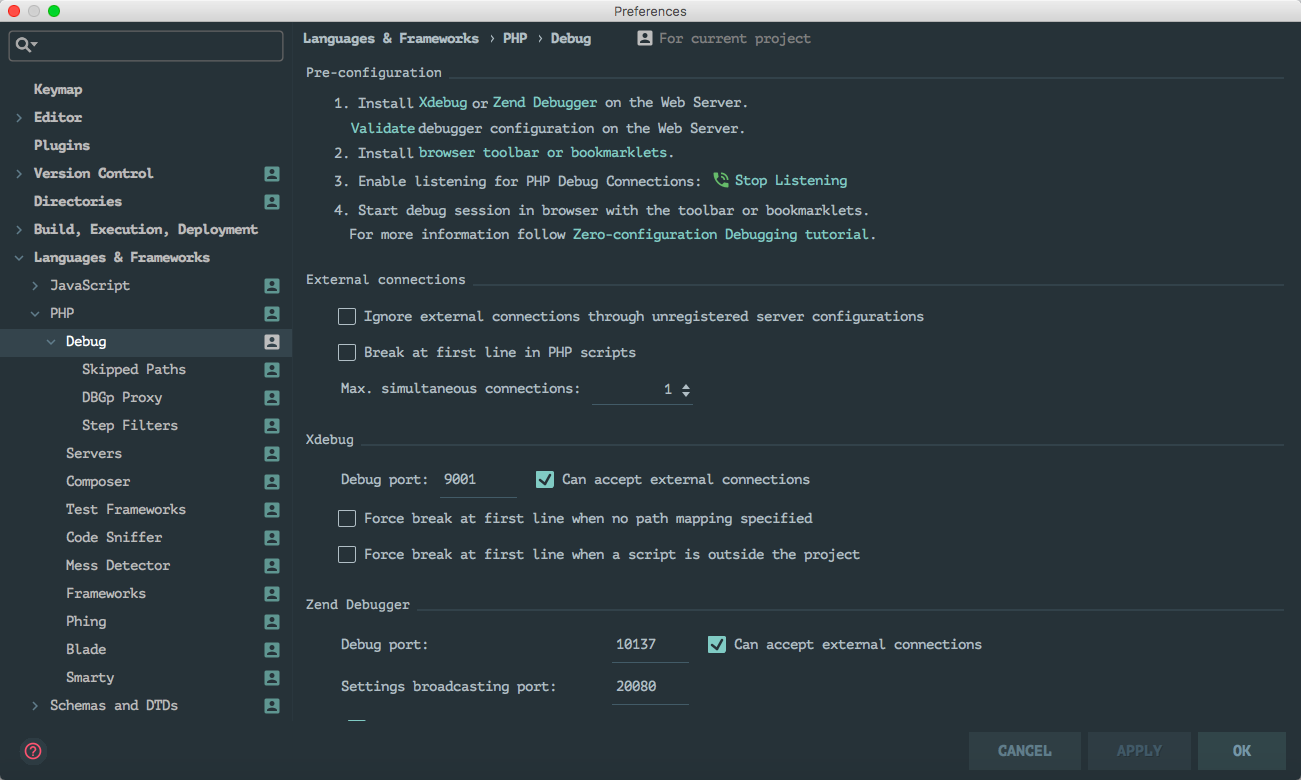 Preferences
Keymap
Editor
Plugins
Version Control
Directories
Build, Execution, Deployment
Languages & Frameworks
JavaScript
PHP
Debug
Skipped Paths
DBGp Proxy
Step Filters
Servers
Composer
Test Frameworks
Code Sniffer
Mess Detector
Frameworks
Phing
Blade
Smarty
Schemas and DTDs
Languages & Frameworks › PHP › Debug For current project
Pre-configuration
1. Install Xdebug or Zend Debugger on the Web Server.
Validate debugger configuration on the Web Server.
2. Install browser toolbar or bookmarklets.
3. Enable listening for PHP Debug Connections: Stop Listening
4. Start debug session in browser with the toolbar or bookmarklets.
For more information follow Zero-configuration Debugging tutorial.
External connections
Ignore external connections through unregistered server configurations
Break at first line in PHP scripts
Max. simultaneous connections: 1
Xdebug
Debug port: 9001 Can accept external connections
Force break at first line when no path mapping specified
Force break at first line when a script is outside the project
Zend Debugger
Debug port: 10137 Can accept external connections
Settings broadcasting port: 20080
?
CANCEL APPLY OK